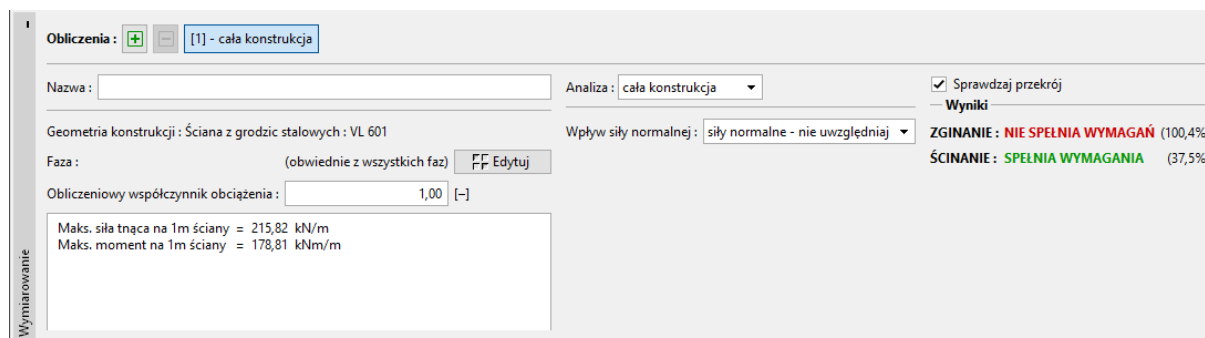 Obliczenia : [1] - cała konstrukcja
Nazwa :
Analiza : cała konstrukcja
Sprawdzaj przekrój
Wyniki
Geometria konstrukcji : Ściana z grodzic stalowych : VL 601
Wpływ siły normalnej : siły normalne - nie uwzględniaj
ZGINANIE : NIE SPEŁNIA WYMAGAŃ (100,4%
Faza : (obwiednie z wszystkich faz) Edytuj
ŚCINANIE : SPEŁNIA WYMAGANIA (37,5%
Obliczeniowy współczynnik obciążenia : 1,00 [–]
Maks. siła tnąca na 1m ściany = 215,82 kN/m
Maks. moment na 1m ściany = 178,81 kNm/m
Wymiarowanie